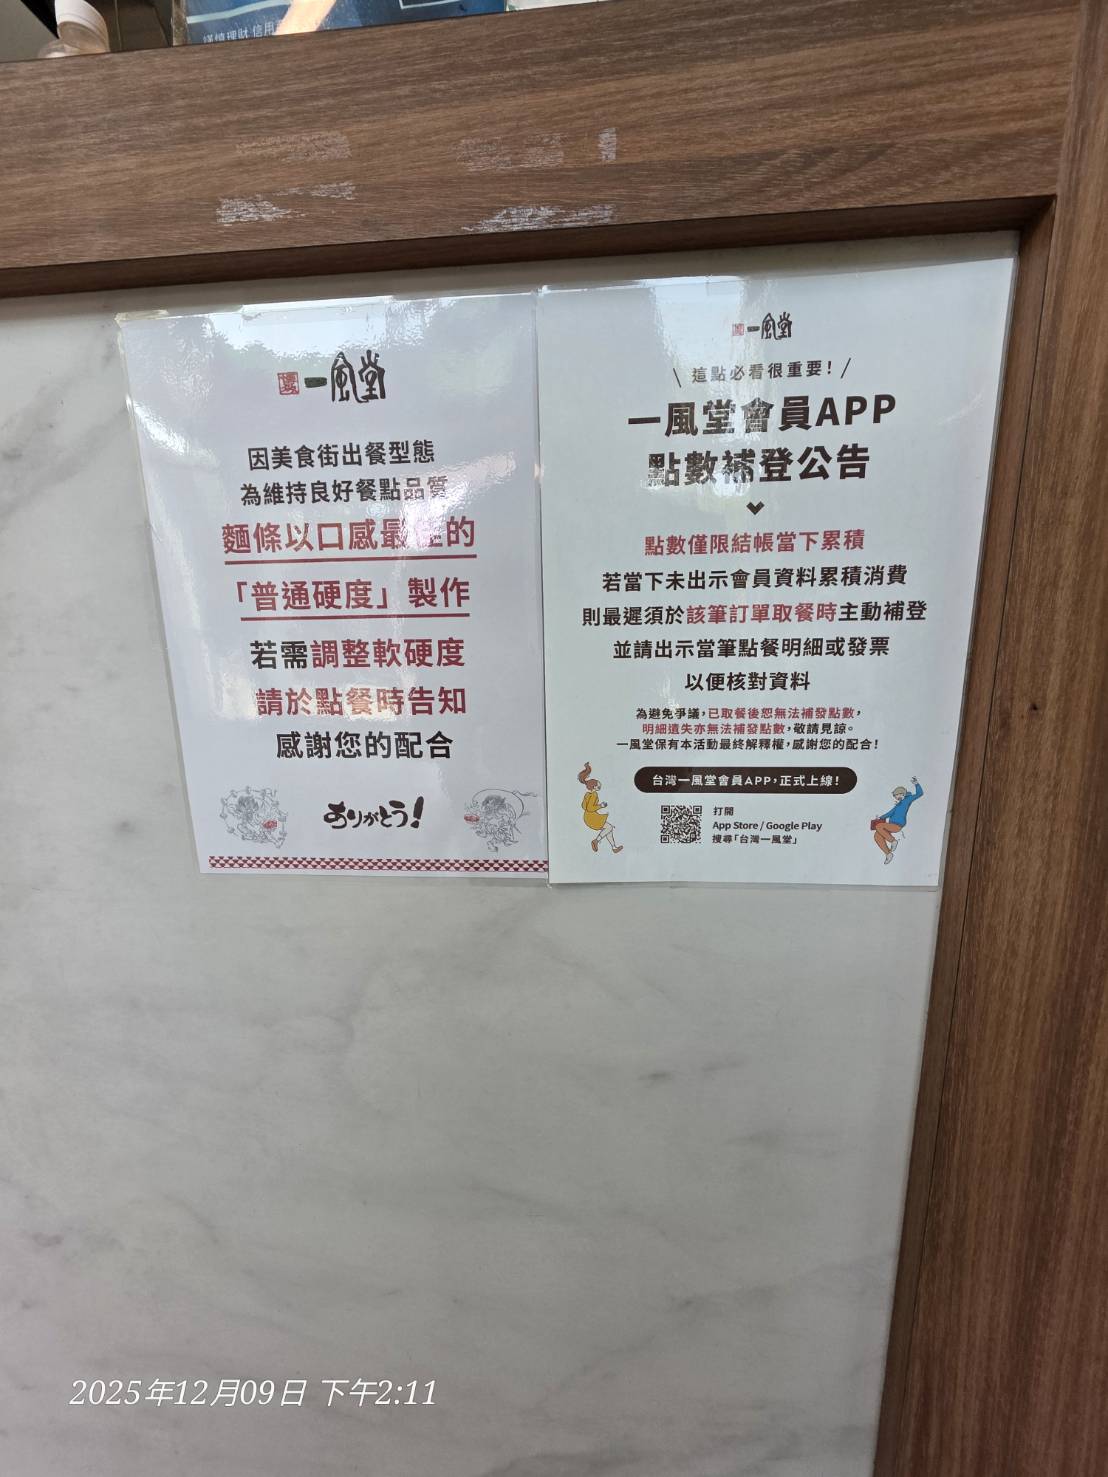 謹慎理財 信用
博多 一風堂
因美食街出餐型態
為維持良好餐點品質
麵條以口感最佳的
「普通硬度」製作
若需調整軟硬度
請於點餐時告知
感謝您的配合
ありがとう!
一風堂
這點必看很重要!
一風堂會員APP
點數補登公告
點數僅限結帳當下累積
若當下未出示會員資料累積消費
則最遲須於該筆訂單取餐時主動補登
並請出示當筆點餐明細或發票
以便核對資料
為避免爭議,已取餐後恕無法補發點數,
明細遺失亦無法補發點數,敬請見諒。
一風堂保有本活動最終解釋權,感謝您的配合!
台灣一風堂會員APP,正式上線!
打開
App Store / Google Play
搜尋「台灣一風堂」
2025年12月09日 下午2:11